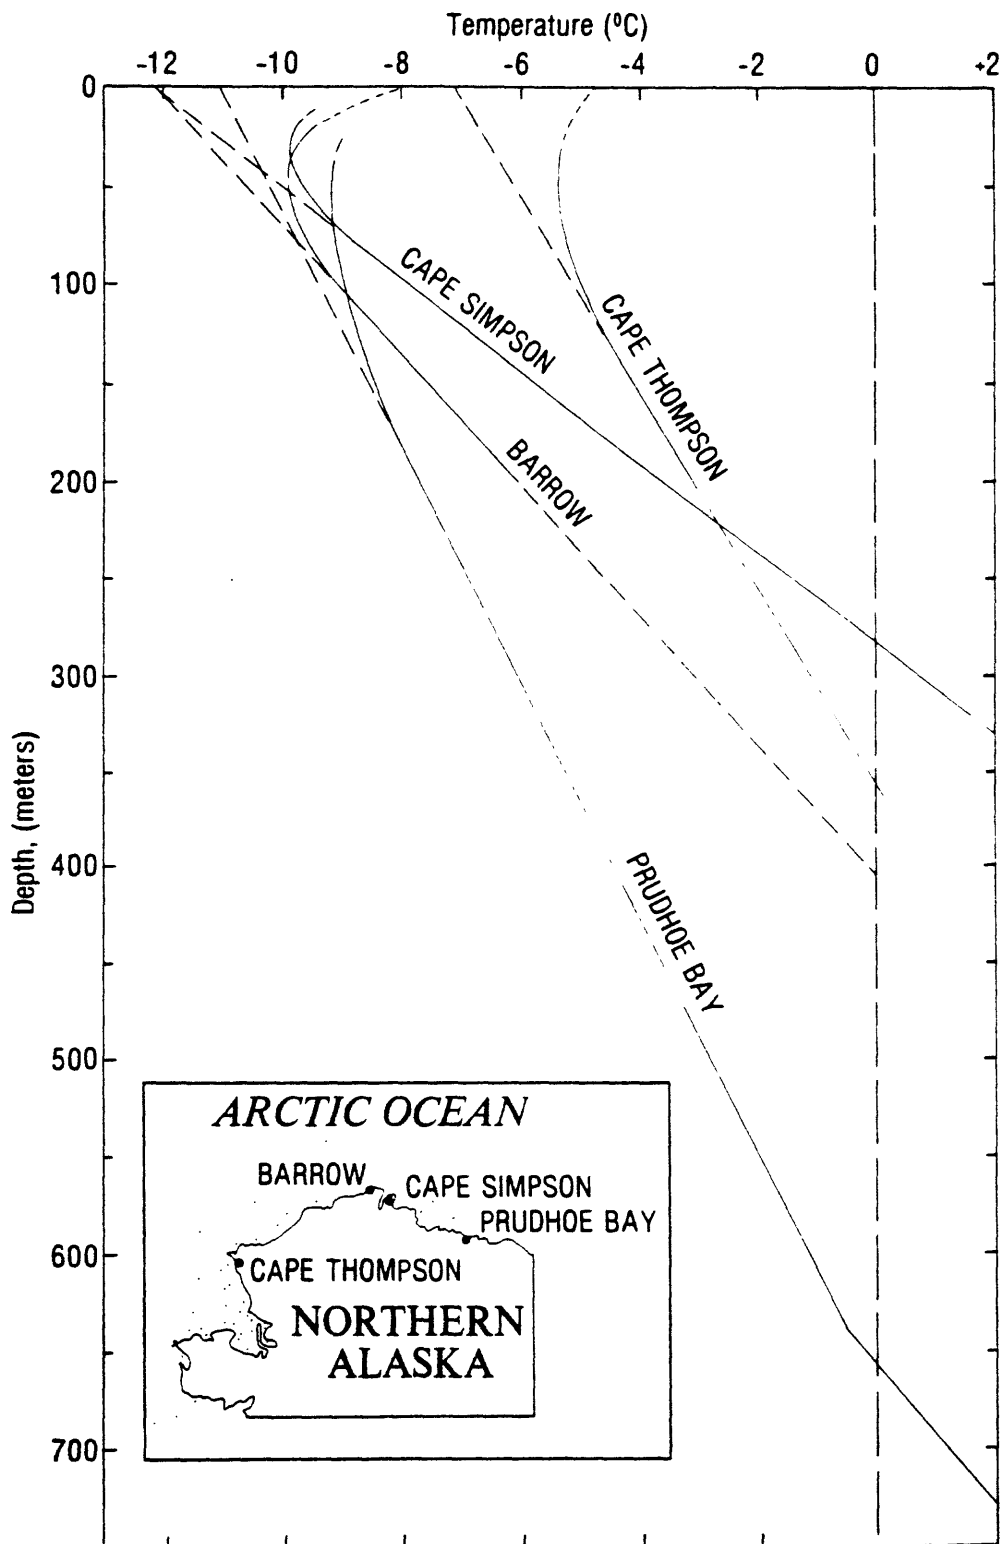 Temperature (ºC)
-12 -10 -8 -6 -4 -2 0 +2
0
100
200
300
400
500
600
700
Depth, (meters)
CAPE SIMPSON
CAPE THOMPSON
BARROW
PRUDHOE BAY
ARCTIC OCEAN
BARROW
CAPE SIMPSON
PRUDHOE BAY
CAPE THOMPSON
NORTHERN
ALASKA